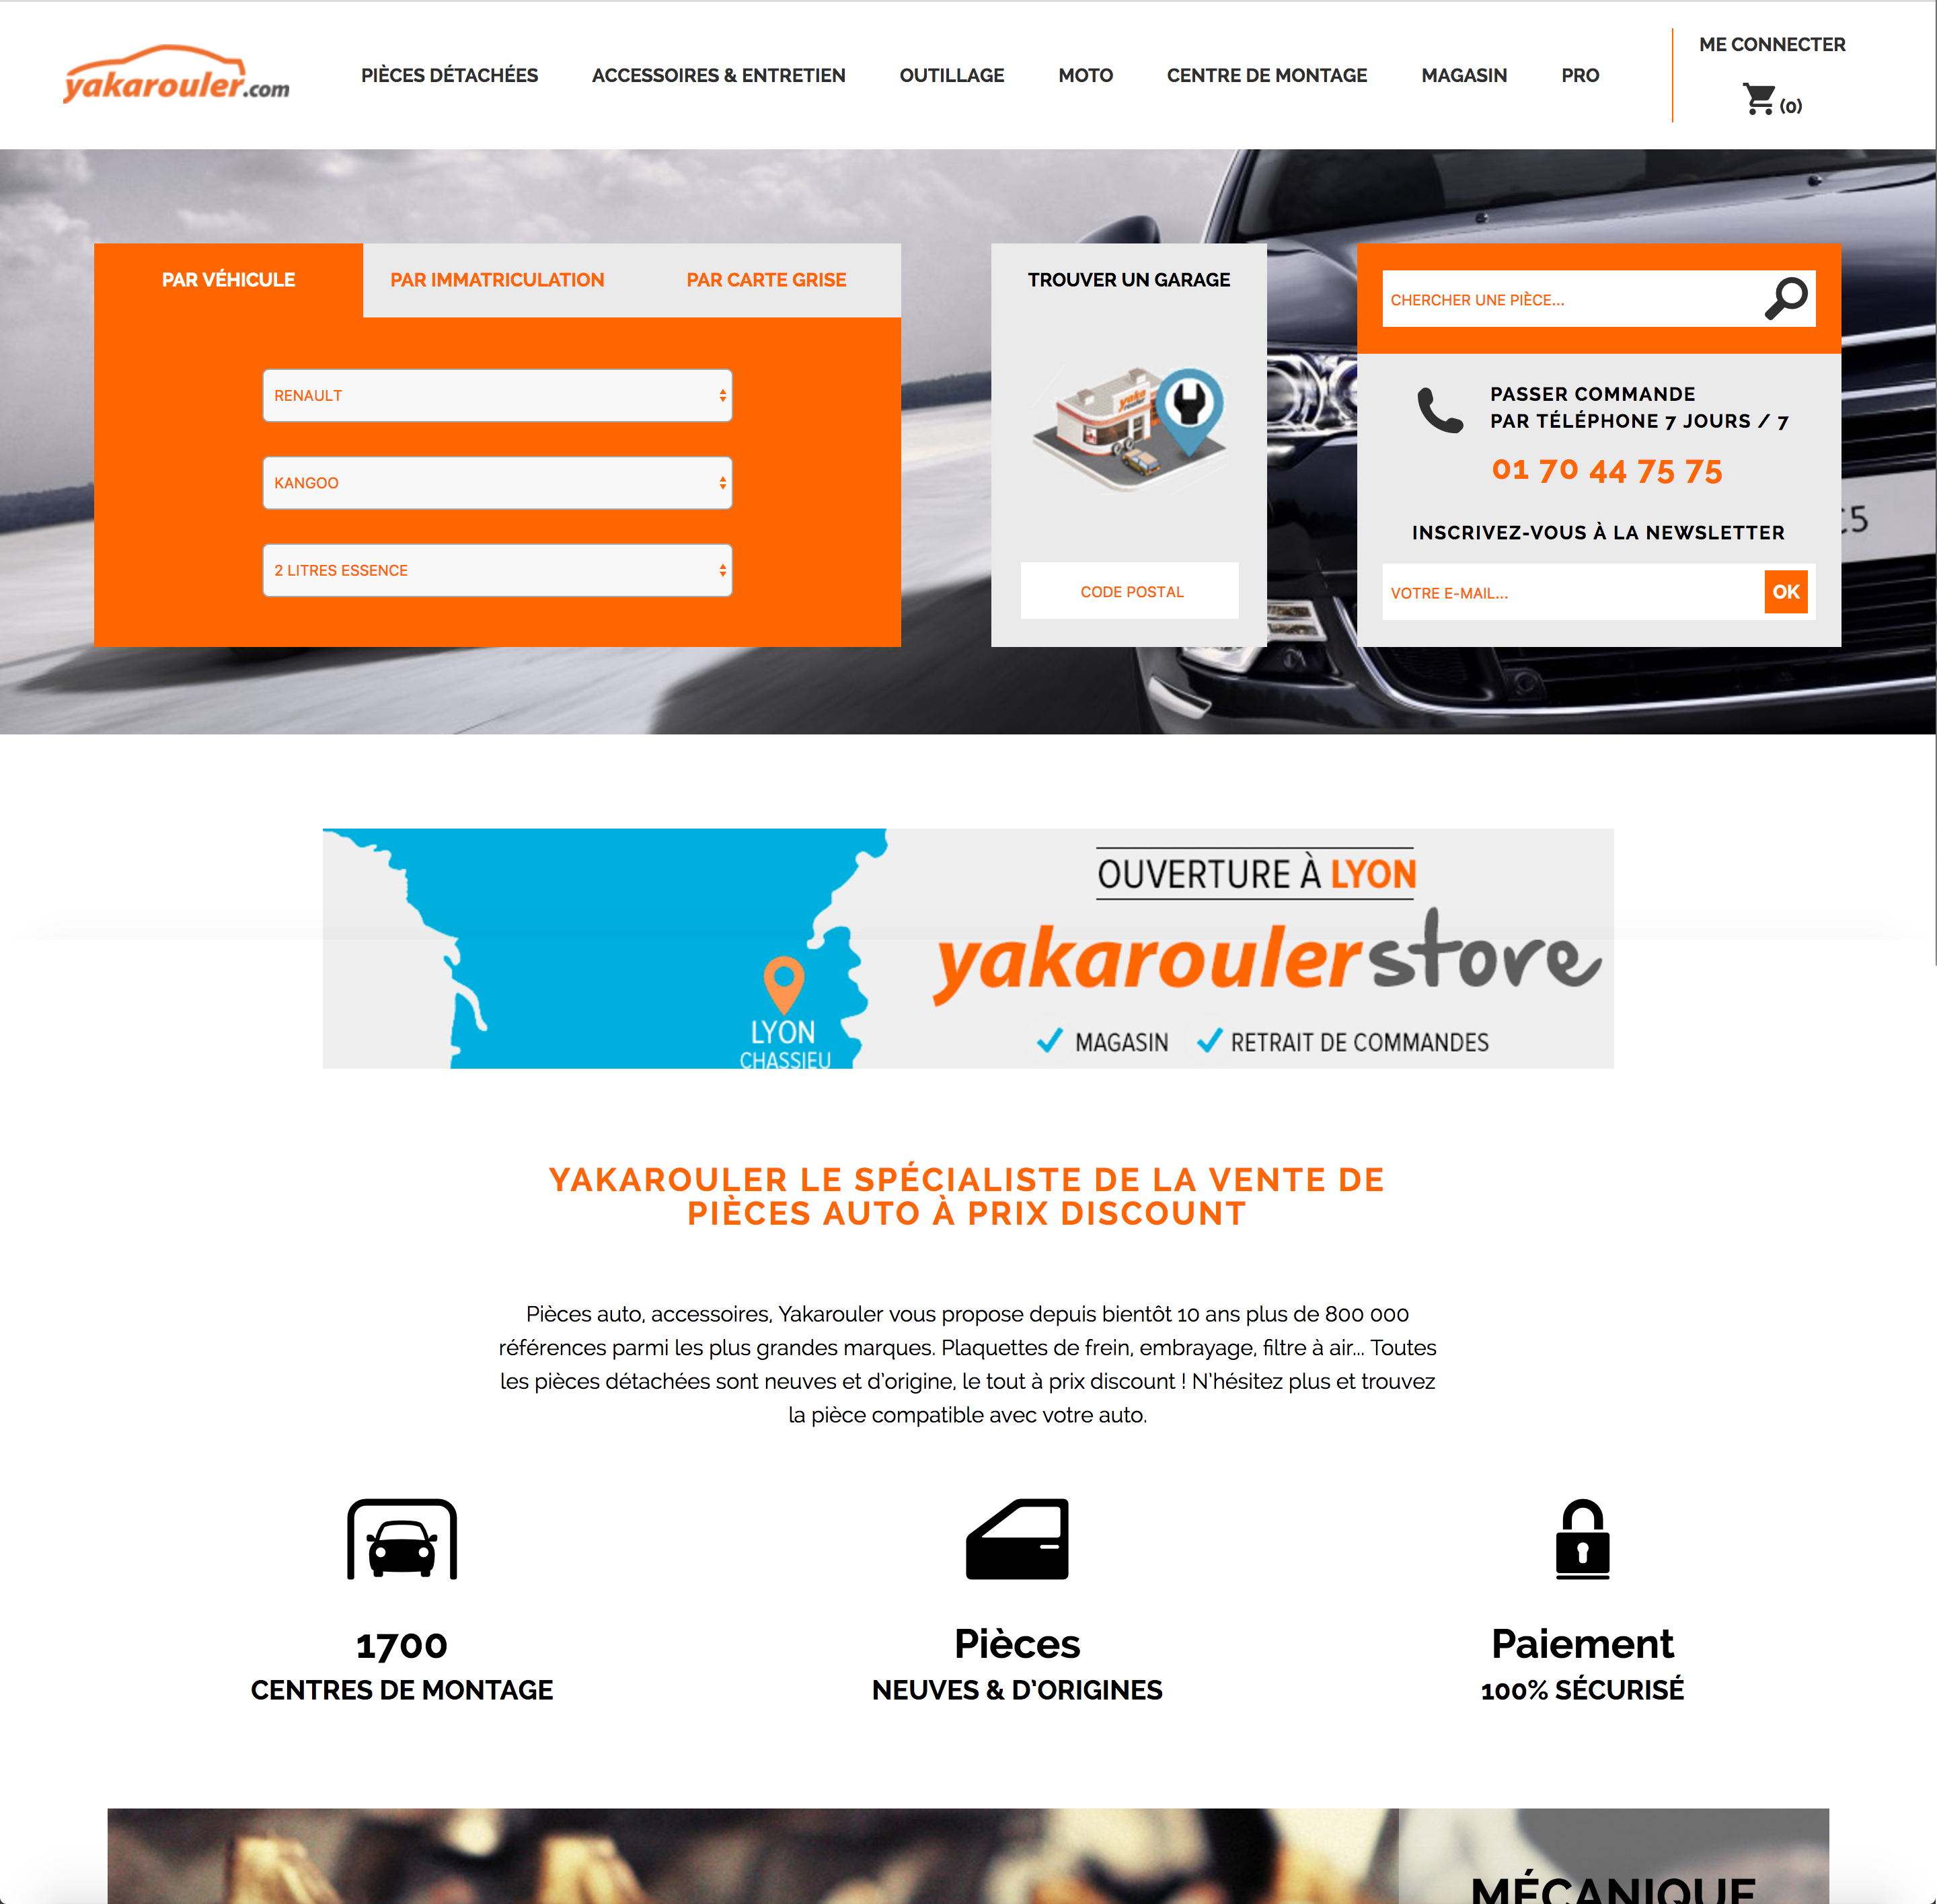 yakarouler.com
PIÈCES DÉTACHÉES
ACCESSOIRES & ENTRETIEN
OUTILLAGE
MOTO
CENTRE DE MONTAGE
MAGASIN
PRO
ME CONNECTER
(0)
PAR VÉHICULE
PAR IMMATRICULATION
PAR CARTE GRISE
RENAULT
KANGOO
2 LITRES ESSENCE
TROUVER UN GARAGE
yaka
rouler
CODE POSTAL
CHERCHER UNE PIÈCE...
PASSER COMMANDE
PAR TÉLÉPHONE 7 JOURS / 7
01 70 44 75 75
INSCRIVEZ-VOUS À LA NEWSLETTER
VOTRE E-MAIL...
OK
C5
OUVERTURE À LYON
yakaroulerstore
LYON
CHASSIEU
MAGASIN
RETRAIT DE COMMANDES
YAKAROULER LE SPÉCIALISTE DE LA VENTE DE
PIÈCES AUTO À PRIX DISCOUNT
Pièces auto, accessoires, Yakarouler vous propose depuis bientôt 10 ans plus de 800 000
références parmi les plus grandes marques. Plaquettes de frein, embrayage, filtre à air... Toutes
les pièces détachées sont neuves et d'origine, le tout à prix discount ! N'hésitez plus et trouvez
la pièce compatible avec votre auto.
1700
CENTRES DE MONTAGE
Pièces
NEUVES & D'ORIGINES
Paiement
100% SÉCURISÉ
MÉCANIQUE